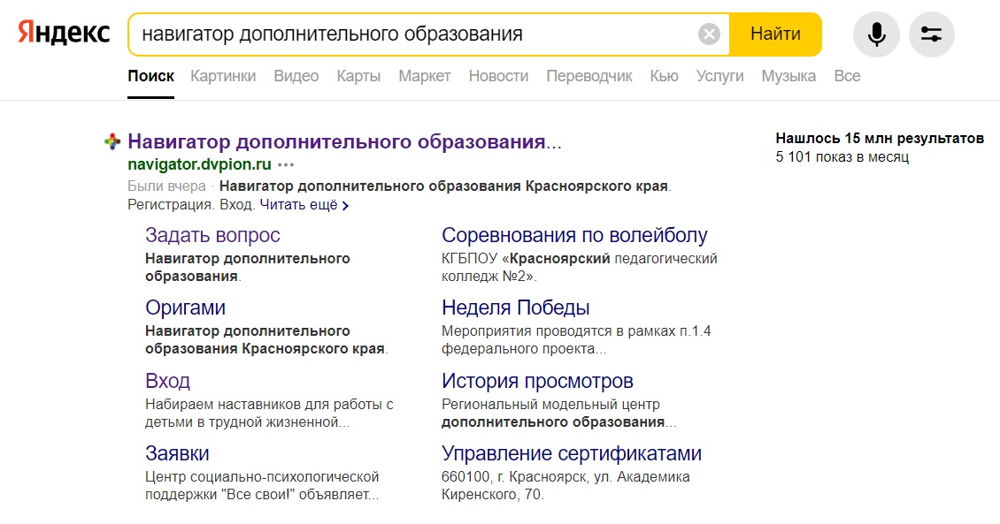 Яндекс
навигатор дополнительного образования
Найти
Поиск Картинки Видео Карты Маркет Новости Переводчик Кью Услуги Музыка Все
Навигатор дополнительного образования...
navigator.dvpion.ru
Были вчера · Навигатор дополнительного образования Красноярского края.
Регистрация. Вход. Читать ещё >
Нашлось 15 млн результатов
5 101 показ в месяц
Задать вопрос
Навигатор дополнительного
образования.
Соревнования по волейболу
КГБПОУ «Красноярский педагогический
колледж №2».
Оригами
Навигатор дополнительного
образования Красноярского края.
Неделя Победы
Мероприятия проводятся в рамках п.1.4
федерального проекта...
Вход
Набираем наставников для работы с
детьми в трудной жизненной...
История просмотров
Региональный модельный центр
дополнительного образования...
Заявки
Центр социально-психологической
поддержки "Все свои!" объявляет...
Управление сертификатами
660100, г. Красноярск, ул. Академика
Киренского, 70.